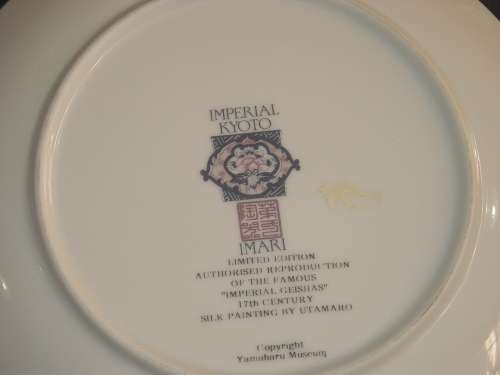 IMPERIAL
KYOTO
IMARI
LIMITED EDITION
AUTHORISED REPRODUCTION
OF THE FAMOUS
"IMPERIAL GEISHAS"
17th CENTURY
SILK PAINTING BY UTAMARO
Copyright
Yamaharu Museum